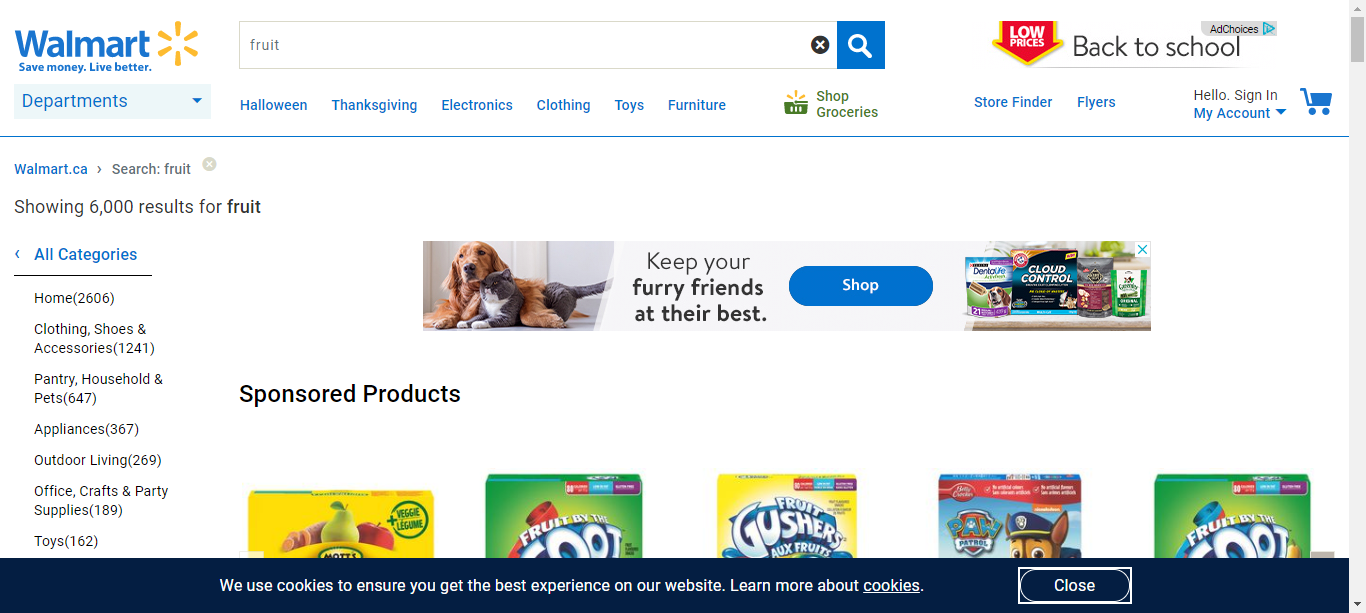 Walmart
Save money. Live better.
fruit
LOW PRICES
AdChoices
Back to school
Departments
Halloween Thanksgiving Electronics Clothing Toys Furniture
Shop Groceries
Store Finder Flyers
Hello. Sign In
My Account
Walmart.ca › Search: fruit
Showing 6,000 results for fruit
‹ All Categories
Home(2606)
Clothing, Shoes &
Accessories(1241)
Pantry, Household &
Pets(647)
Appliances(367)
Outdoor Living(269)
Office, Crafts & Party
Supplies(189)
Toys(162)
Keep your
furry friends
at their best.
Shop
DentaLife
21
CLOUD
CONTROL
Sponsored Products
+VEGGIE
LÉGUME
MOTT'S
FRUIT BY THE
FOOT
FRUIT
GUSHERS
AUX FRUITS
Betty Crocker
PAW
PATROL
FRUIT BY THE
FOOT
We use cookies to ensure you get the best experience on our website. Learn more about cookies.
Close